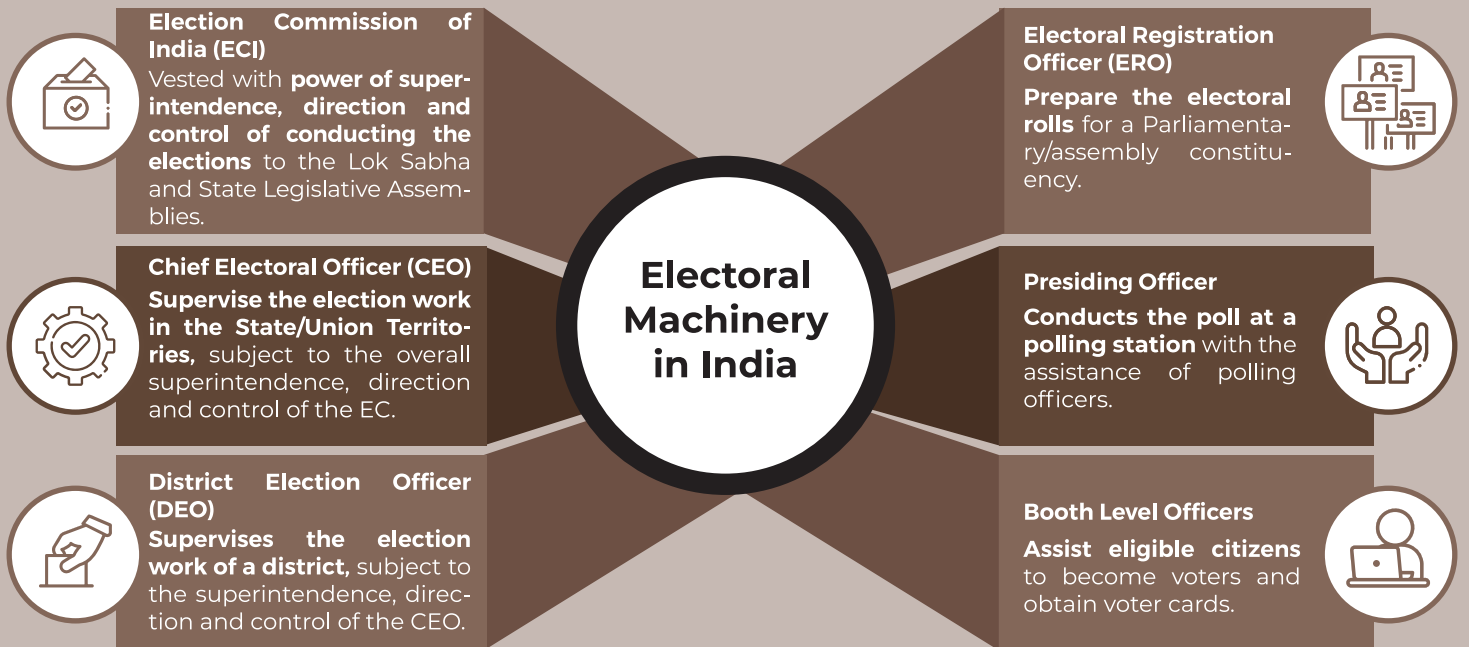 Election Commission of
India (ECI)
Vested with power of super-
intendence, direction and
control of conducting the
elections to the Lok Sabha
and State Legislative Assem-
blies.
Chief Electoral Officer (CEO)
Supervise the election work
in the State/Union Territo-
ries, subject to the overall
superintendence, direction
and control of the EC.
District Election Officer
(DEO)
Supervises the election
work of a district, subject to
the superintendence, direc-
tion and control of the CEO.
Electoral
Machinery
in India
Electoral Registration
Officer (ERO)
Prepare the electoral
rolls for a Parliamenta-
ry/assembly constitu-
ency.
Presiding Officer
Conducts the poll at a
polling station with the
assistance of polling
officers.
Booth Level Officers
Assist eligible citizens
to become voters and
obtain voter cards.